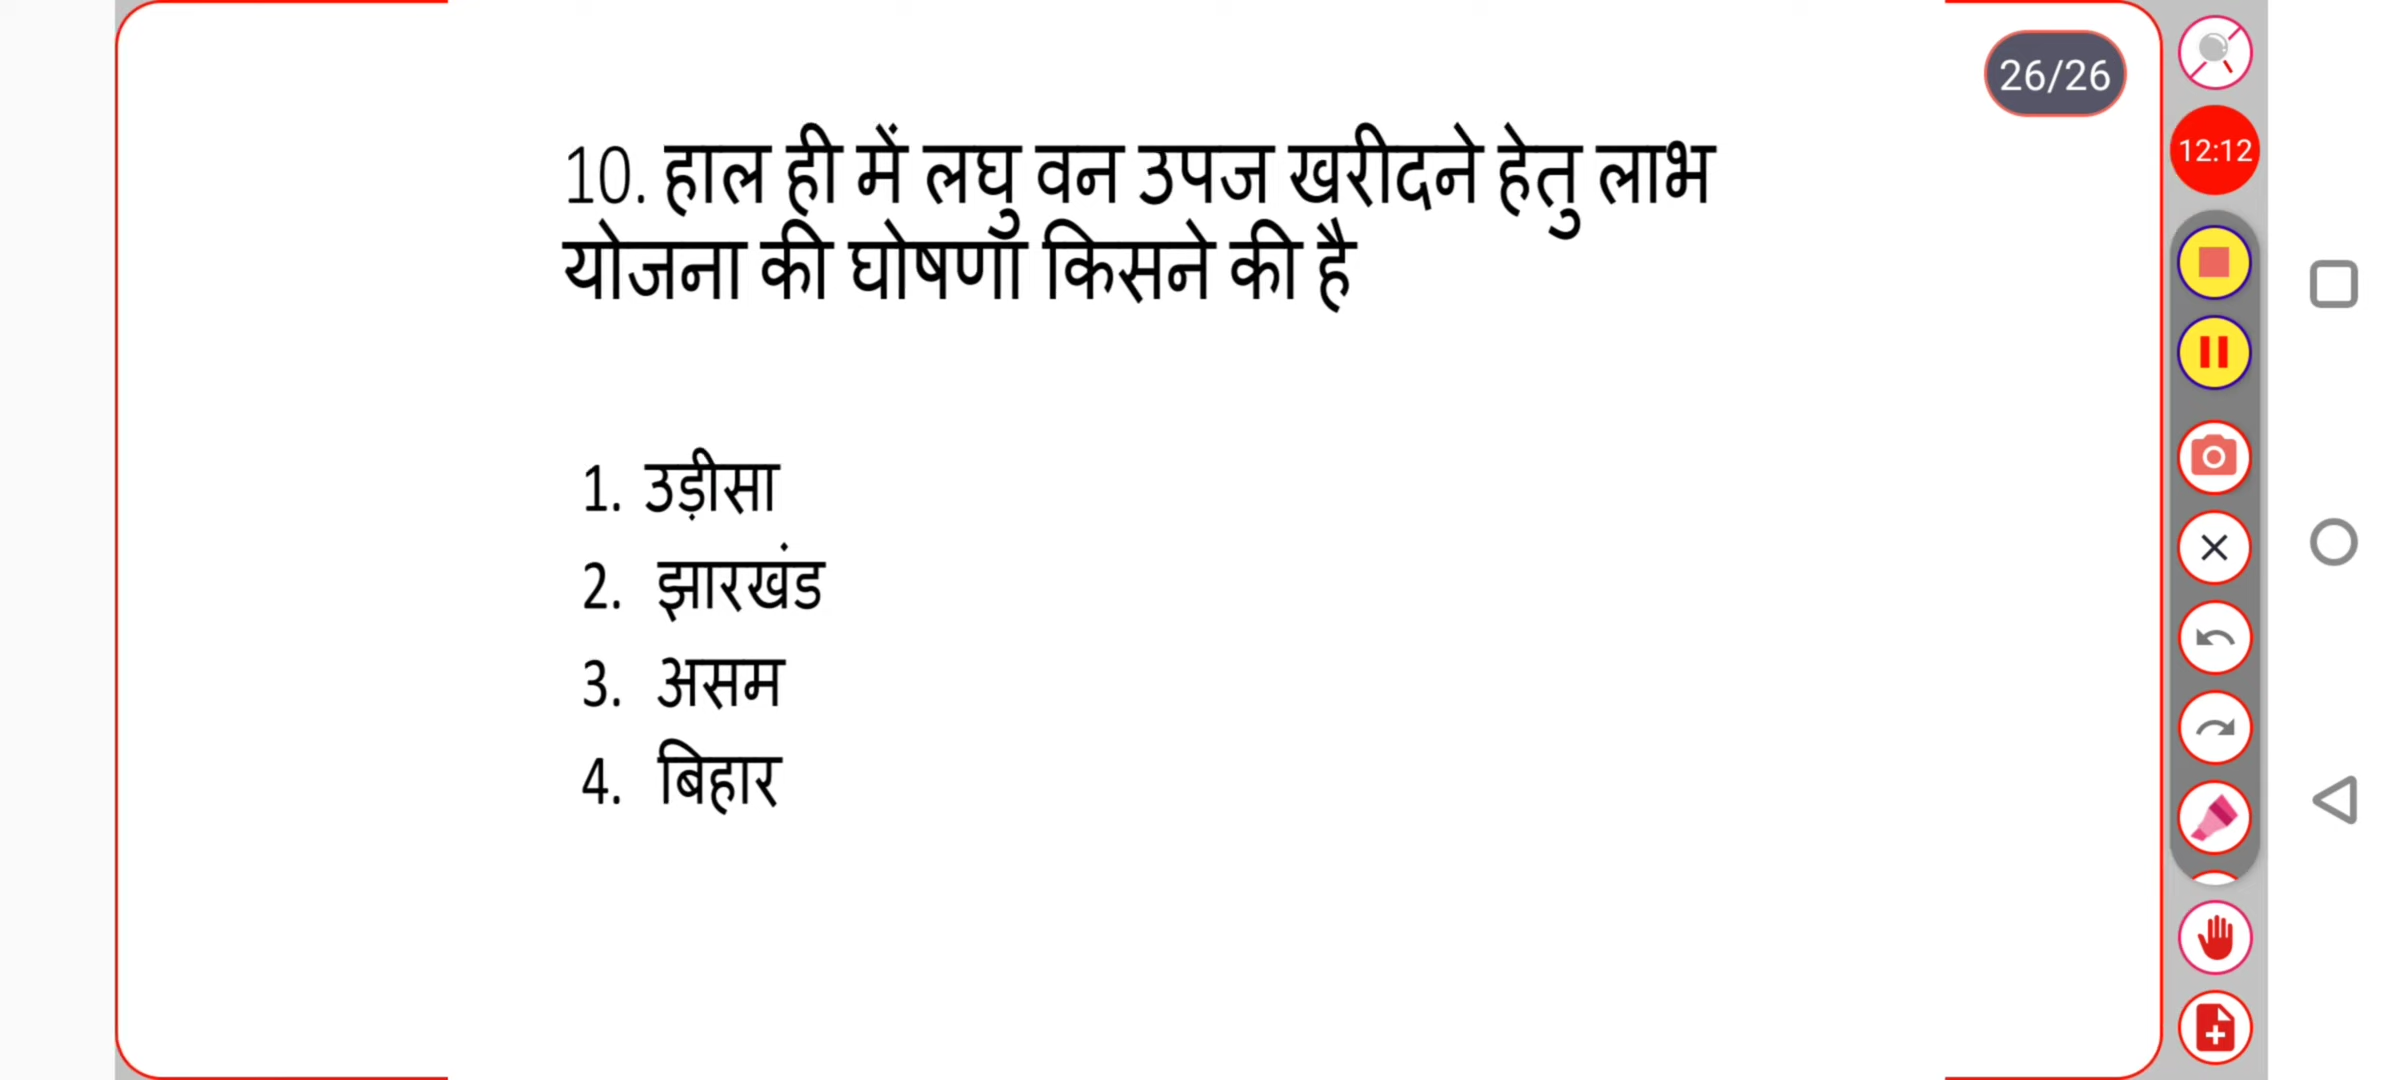 26/26
12:12
10. हाल ही में लघु वन उपज खरीदने हेतु लाभ
योजना की घोषणा किसने की है
1. उड़ीसा
2. झारखंड
3. असम
4. बिहार